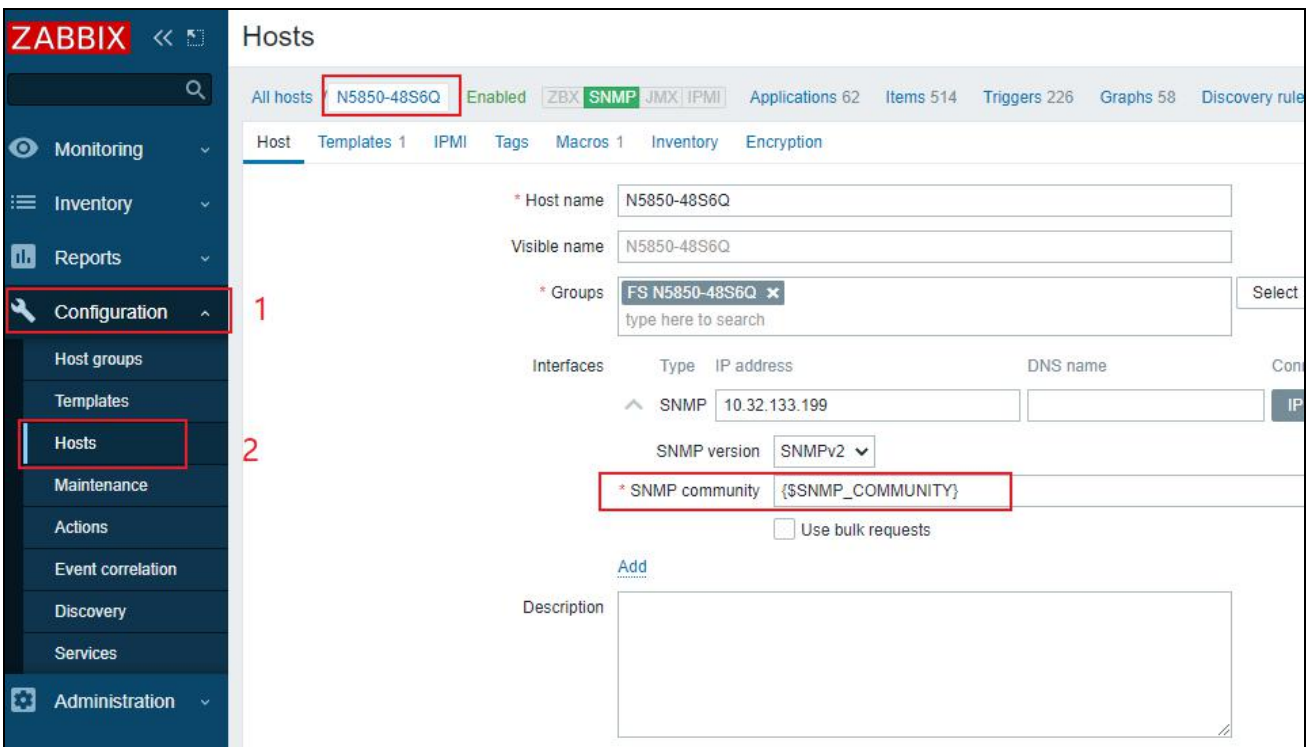 ZABBIX
Hosts
All hosts / N5850-48S6Q Enabled ZBX SNMP JMX IPMI Applications 62 Items 514 Triggers 226 Graphs 58 Discovery rule
Host Templates 1 IPMI Tags Macros 1 Inventory Encryption
Monitoring
Inventory
Reports
Configuration
1
Host groups
Templates
Hosts
2
Maintenance
Actions
Event correlation
Discovery
Services
Administration
* Host name N5850-48S6Q
Visible name N5850-48S6Q
* Groups FS N5850-48S6Q × Select
type here to search
Interfaces Type IP address DNS name Conn
SNMP 10.32.133.199 IP
SNMP version SNMPv2
* SNMP community {$SNMP_COMMUNITY}
Use bulk requests
Add
Description